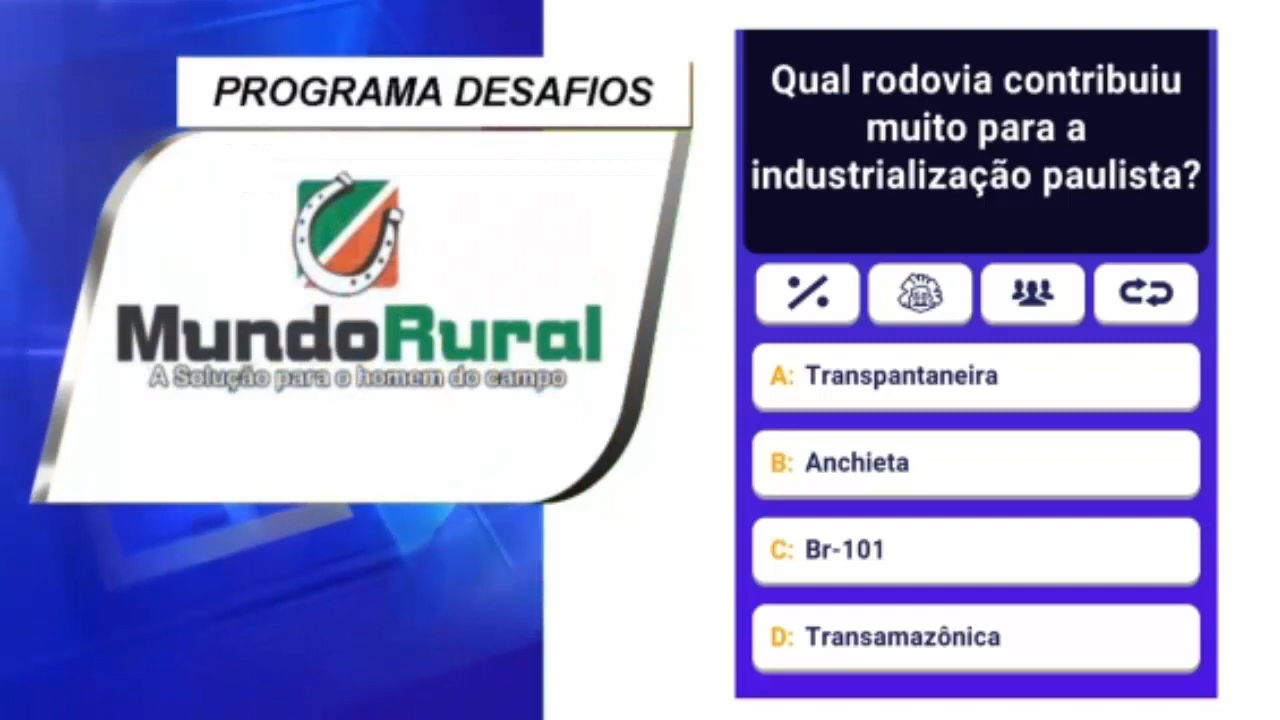 PROGRAMA DESAFIOS
MundoRural
A Solução para o homem do campo
Qual rodovia contribuiu
muito para a
industrialização paulista?
A: Transpantaneira
B: Anchieta
C: Br-101
D: Transamazônica